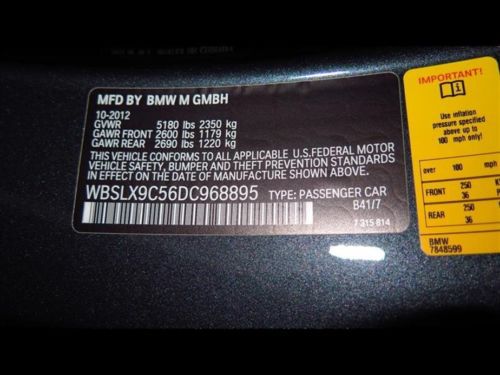 MFD BY BMW M GMBH
10-2012
GVWR 5180 lbs 2350 kg
GAWR FRONT 2600 lbs 1179 kg
GAWR REAR 2690 lbs 1220 kg
THIS VEHICLE CONFORMS TO ALL APPLICABLE U.S.FEDERAL MOTOR
VEHICLE SAFETY, BUMPER, AND THEFT PREVENTION STANDARDS
IN EFFECT ON THE DATE OF MANUFACTURE SHOWN ABOVE.
WBSLX9C56DC968895 TYPE: PASSENGER CAR
B41/7
7 315 814
IMPORTANT!
Use inflation
pressure specified
according up to
100 mph only!
over 100 mph
FRONT 250
36
REAR 250
36
BMW
7848599